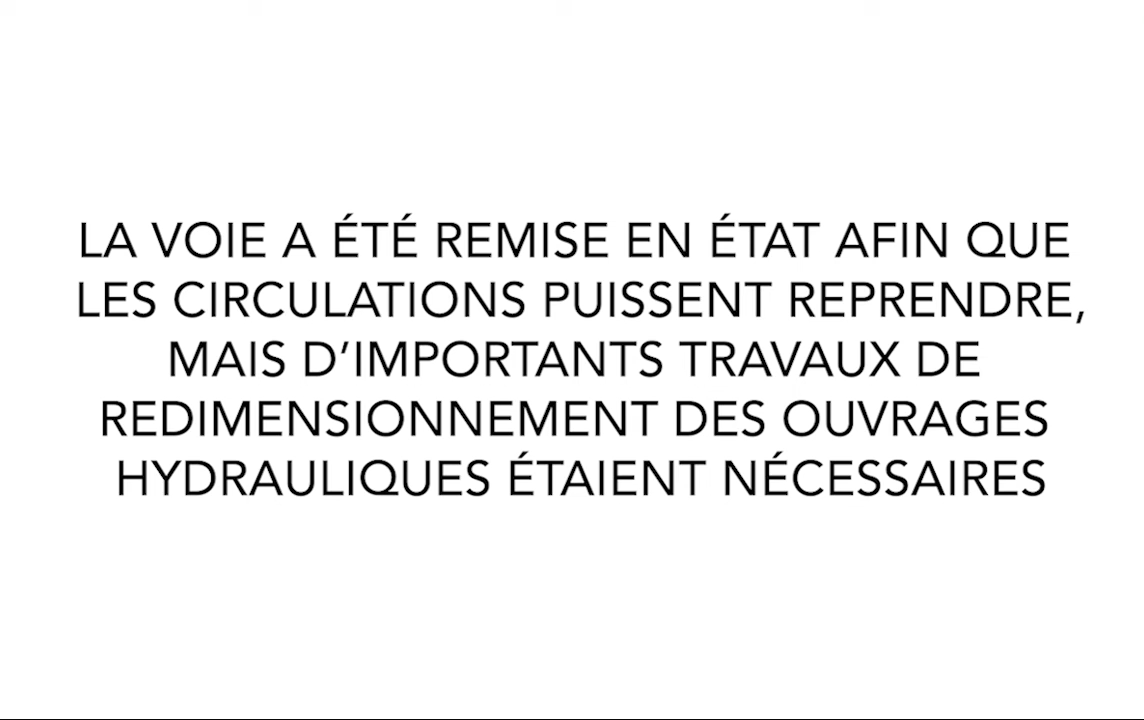 LA VOIE A ÉTÉ REMISE EN ÉTAT AFIN QUE
LES CIRCULATIONS PUISSENT REPRENDRE,
MAIS D’IMPORTANTS TRAVAUX DE
REDIMENSIONNEMENT DES OUVRAGES
HYDRAULIQUES ÉTAIENT NÉCESSAIRES